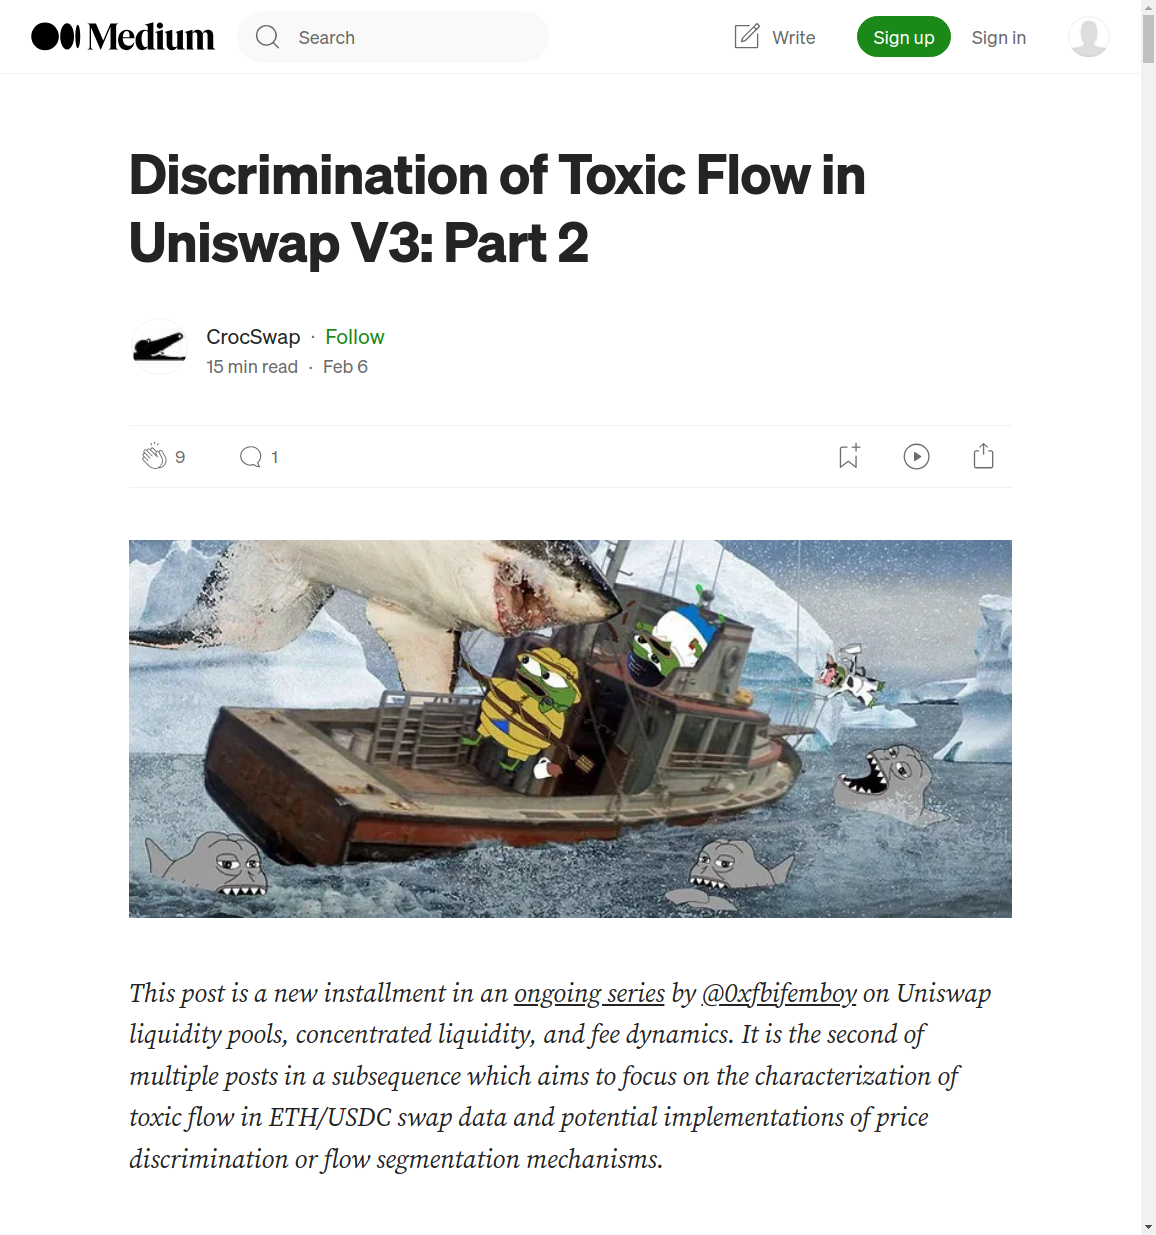 Medium
Search
Write
Sign up
Sign in
Discrimination of Toxic Flow in
Uniswap V3: Part 2
CrocSwap · Follow
15 min read · Feb 6
9
1
This post is a new installment in an ongoing series by @0xfbifemboy on Uniswap
liquidity pools, concentrated liquidity, and fee dynamics. It is the second of
multiple posts in a subsequence which aims to focus on the characterization of
toxic flow in ETH/USDC swap data and potential implementations of price
discrimination or flow segmentation mechanisms.